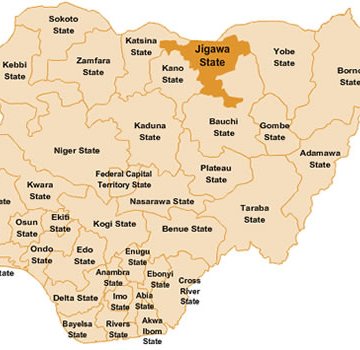 Sokoto
State
Katsina
State
Jigawa
State
Yobe
State
Kebbi
State
Zamfara
State
Kano
State
Borno
Bauchi
State
Gombe
State
Kaduna
State
Adamawa
State
Niger State
Plateau
State
Federal Capital
Territory State
Kwara
State
Nasarawa State
Taraba
State
Osun
State
Ekiti
State
Kogi State
Benue State
Ondo
State
Edo
State
Enugu
State
Anambra
State
Ebonyi
State
Cross
River
State
Delta State
Imo
State
Abia
State
Bayelsa
State
Rivers
State
Akwa
Ibom
State
State